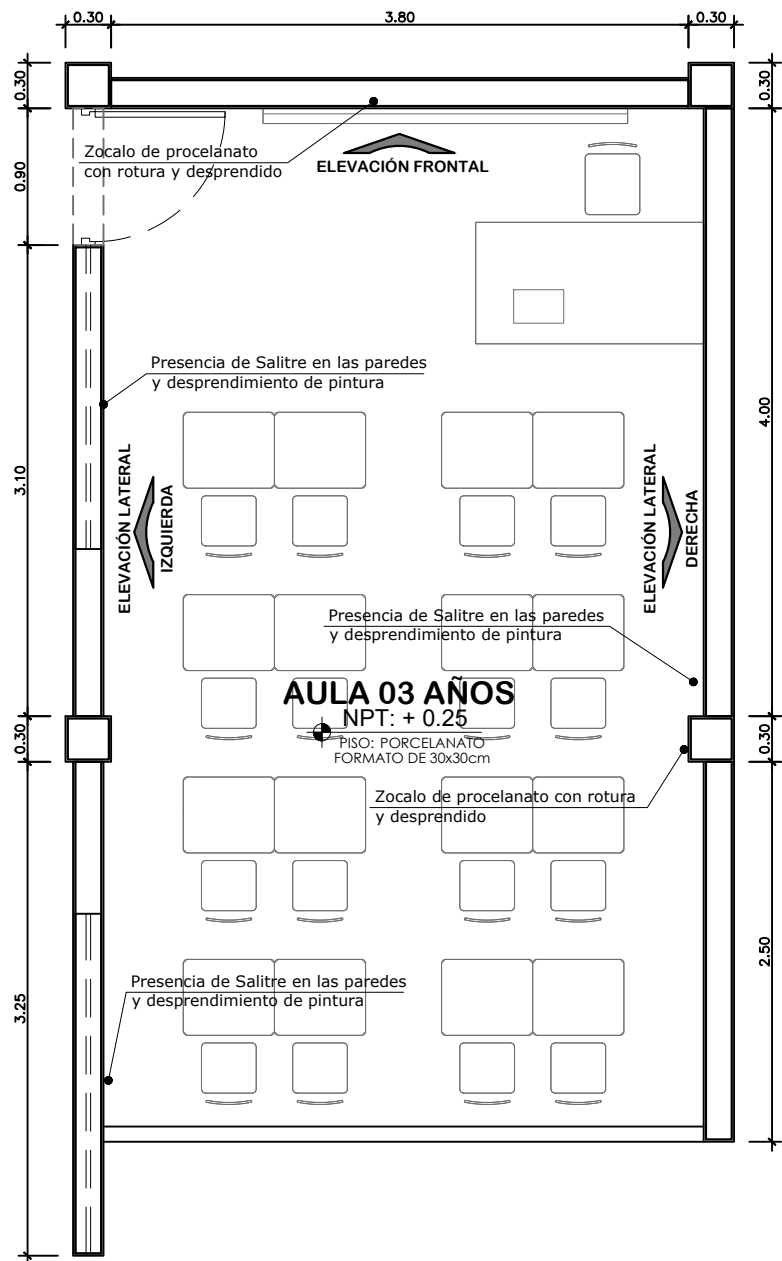 0.30
3.80
0.30
0.30
0.30
Zocalo de procelanato
con rotura y desprendido
ELEVACIÓN FRONTAL
0.90
Presencia de Salitre en las paredes
y desprendimiento de pintura
4.00
3.10
ELEVACIÓN LATERAL
IZQUIERDA
ELEVACIÓN LATERAL
DERECHA
Presencia de Salitre en las paredes
y desprendimiento de pintura
AULA 03 AÑOS
NPT: + 0.25
PISO: PORCELANATO
FORMATO DE 30x30cm
0.30
0.30
Zocalo de procelanato con rotura
y desprendido
2.50
Presencia de Salitre en las paredes
y desprendimiento de pintura
3.25